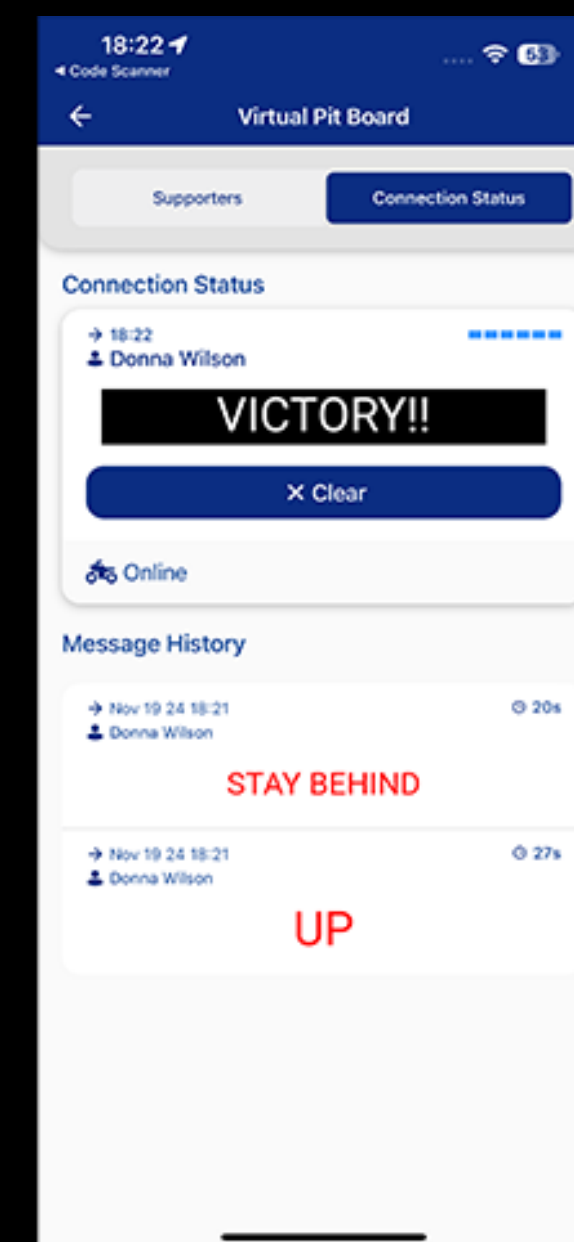 18:22
53
Code Scanner
Virtual Pit Board
Supporters
Connection Status
Connection Status
18:22
Donna Wilson
VICTORY!!
× Clear
Online
Message History
Nov 19 24 18:21
20s
Donna Wilson
STAY BEHIND
Nov 19 24 18:21
27s
Donna Wilson
UP